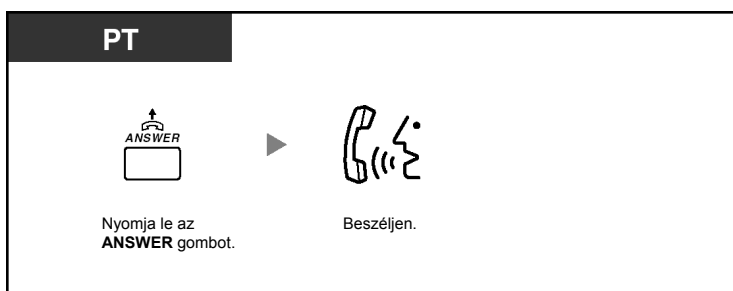 PT
ANSWER
Nyomja le az
ANSWER gombot.
Beszéljen.